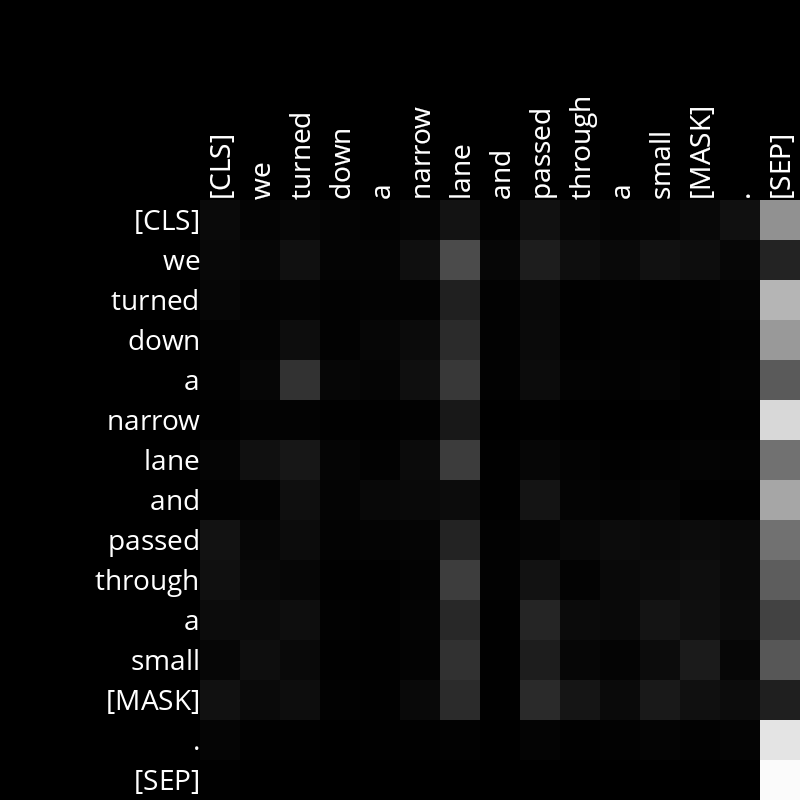 [CLS] we turned down a narrow lane and passed through a small [MASK] . [SEP]
[CLS]
we
turned
down
a
narrow
lane
and
passed
through
a
small
[MASK]
.
[SEP]